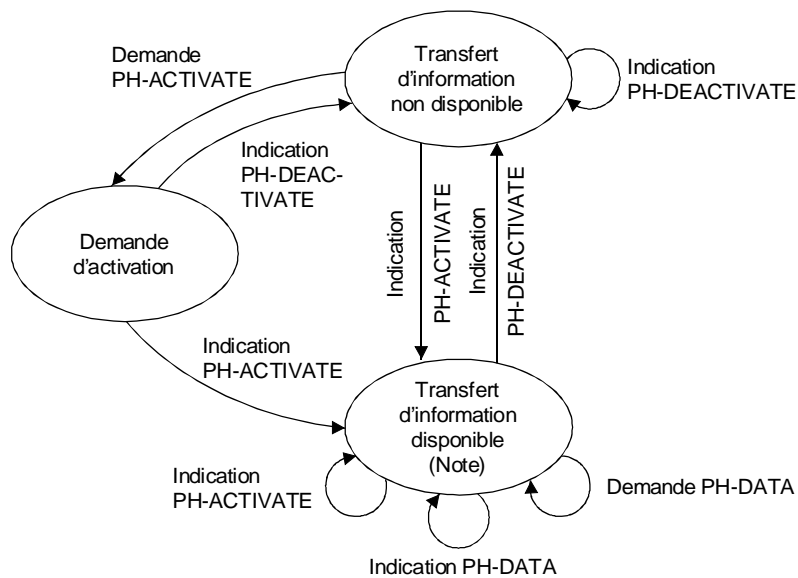 Demande
PH-ACTIVATE
Transfert
d'information
non disponible
Indication
PH-DEACTIVATE
Indication
PH-DEAC-
TIVATE
Demande
d'activation
Indication
PH-ACTIVATE
Indication
PH-DEACTIVATE
Indication
PH-ACTIVATE
Transfert
d'information
disponible
(Note)
Indication
PH-ACTIVATE
Demande PH-DATA
Indication PH-DATA